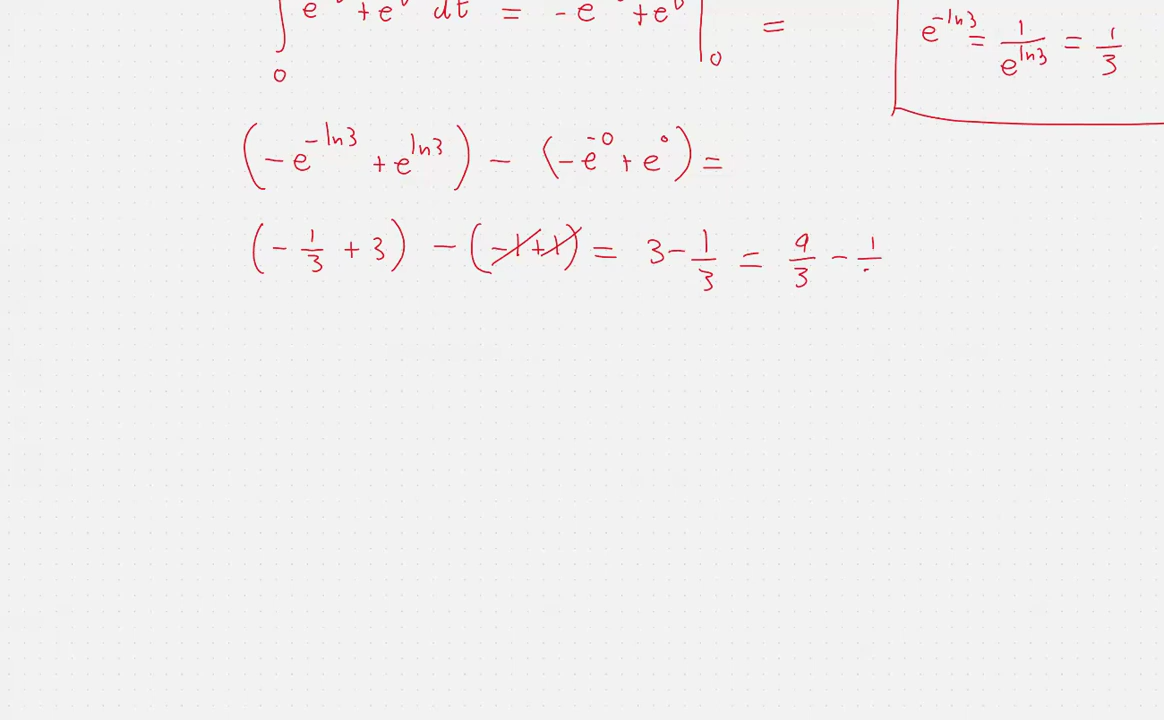 ∫ e + e dt = -e + e | =
0 0
e^{-ln3} = 1/e^{ln3} = 1/3
(-e^{-ln3} + e^{ln3}) - (-e^{-0} + e^{0}) =
(-1/3 + 3) - (-1+1) = 3 - 1/3 = 9/3 - 1/